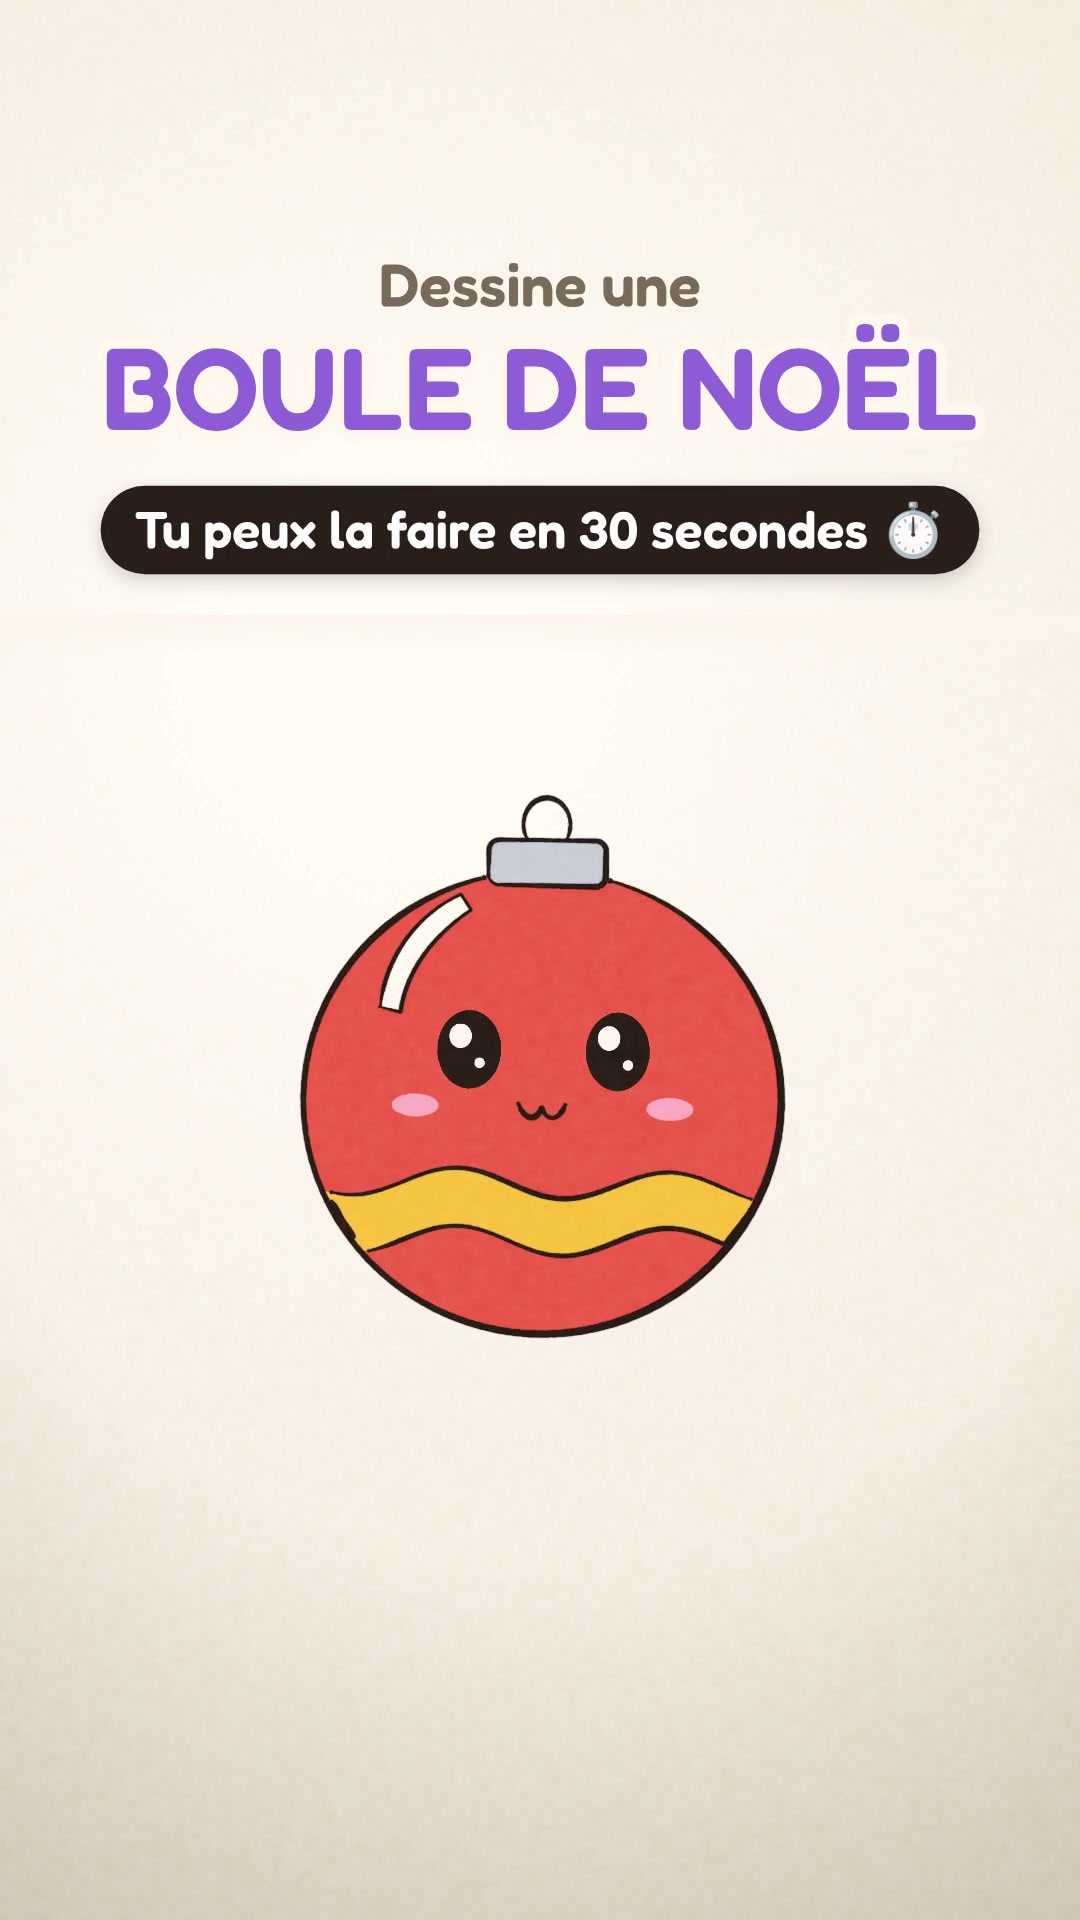 Dessine une
BOULE DE NOËL
Tu peux la faire en 30 secondes ⏱️